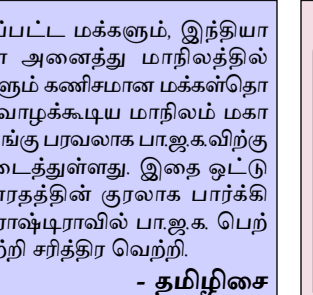 ப்பட்ட மக்களும், இந்தியா
அனைத்து மாநிலத்தில்
ளும் கணிசமான மக்கள்தொ
வாழக்கூடிய மாநிலம் மகா
ங்கு பரவலாக பா.ஜ.க.விற்கு
டைத்துள்ளது. இதை ஒட்டு
ாரதத்தின் குரலாக பார்க்கி
ராஷ்டிராவில் பா.ஜ.க. பெற்
ற்றி சரித்திர வெற்றி.
- தமிழிசை